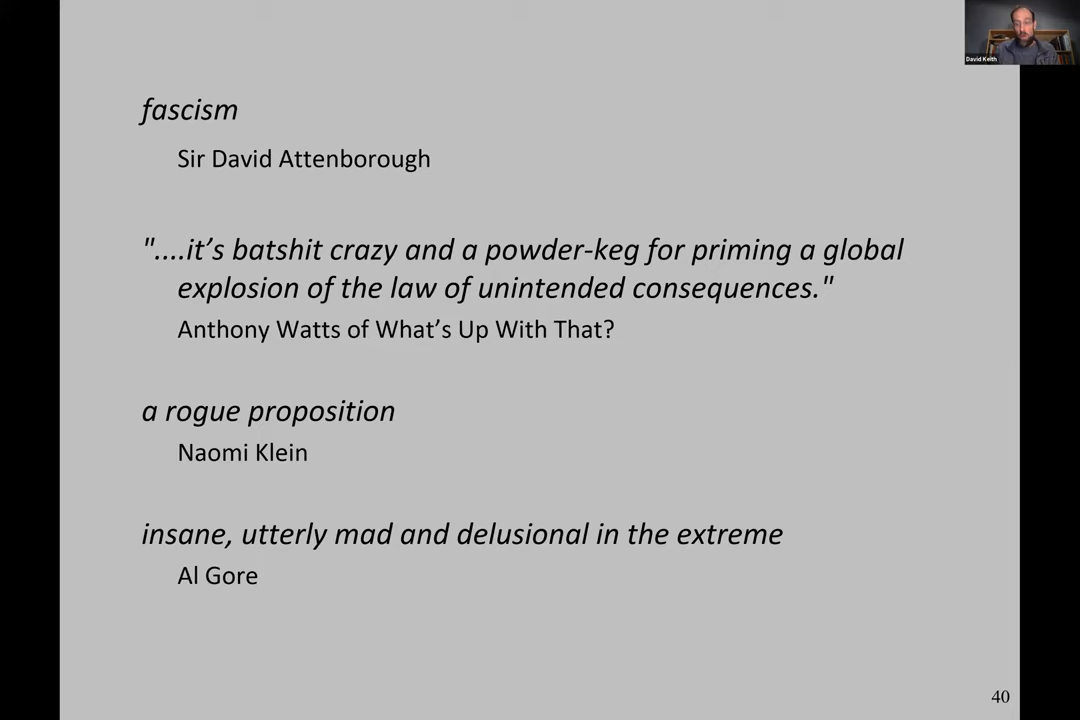 David Keith
fascism
Sir David Attenborough
"....it’s batshit crazy and a powder-keg for priming a global
explosion of the law of unintended consequences."
Anthony Watts of What’s Up With That?
a rogue proposition
Naomi Klein
insane, utterly mad and delusional in the extreme
Al Gore
40